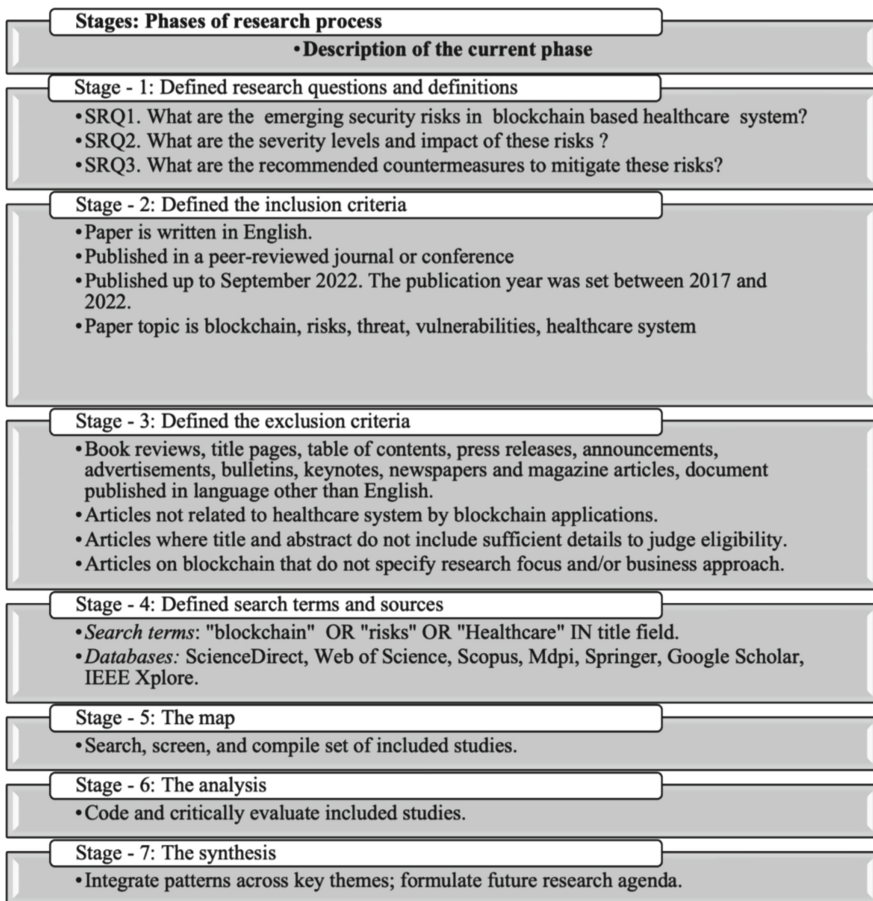 Stages: Phases of research process
•Description of the current phase
Stage - 1: Defined research questions and definitions
•SRQ1. What are the emerging security risks in blockchain based healthcare system?
•SRQ2. What are the severity levels and impact of these risks ?
•SRQ3. What are the recommended countermeasures to mitigate these risks?
Stage - 2: Defined the inclusion criteria
•Paper is written in English.
•Published in a peer-reviewed journal or conference
•Published up to September 2022. The publication year was set between 2017 and
2022.
•Paper topic is blockchain, risks, threat, vulnerabilities, healthcare system
Stage - 3: Defined the exclusion criteria
•Book reviews, title pages, table of contents, press releases, announcements,
advertisements, bulletins, keynotes, newspapers and magazine articles, document
published in language other than English.
•Articles not related to healthcare system by blockchain applications.
•Articles where title and abstract do not include sufficient details to judge eligibility.
•Articles on blockchain that do not specify research focus and/or business approach.
Stage - 4: Defined search terms and sources
•Search terms: "blockchain" OR "risks" OR "Healthcare" IN title field.
•Databases: ScienceDirect, Web of Science, Scopus, Mdpi, Springer, Google Scholar,
IEEE Xplore.
Stage - 5: The map
•Search, screen, and compile set of included studies.
Stage - 6: The analysis
•Code and critically evaluate included studies.
Stage - 7: The synthesis
•Integrate patterns across key themes; formulate future research agenda.